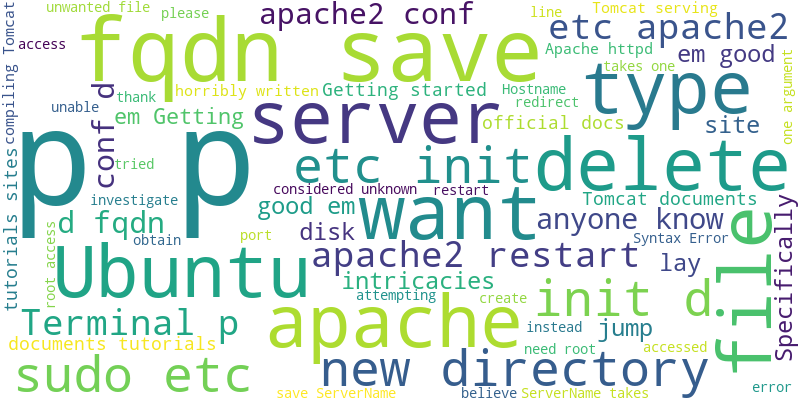 unwanted file
please
apache2 conf
line
Tomcat serving
etc apache2
access
fqdn save
Apache httpd
em good
compiling Tomcat
takes one
type
thank
horribly written
Getting started
Hostname
redirect
one argument
unable
em Getting
conf d
server
official docs
site
p p
tried
etc init
delete
considered unknown
restart
investigate
good em
want
Tomcat documents
tutorials sites
d fqdn
disk
anyone know
obtain
port
Syntax Error
root access
Ubuntu
apache2 restart
lay
file
Specifically
intricacies
attempting
create
init d
Terminal p
apache
instead
jump
documents tutorials
need root
accessed
sudo etc
new directory
error
save ServerName
believe
ServerName takes